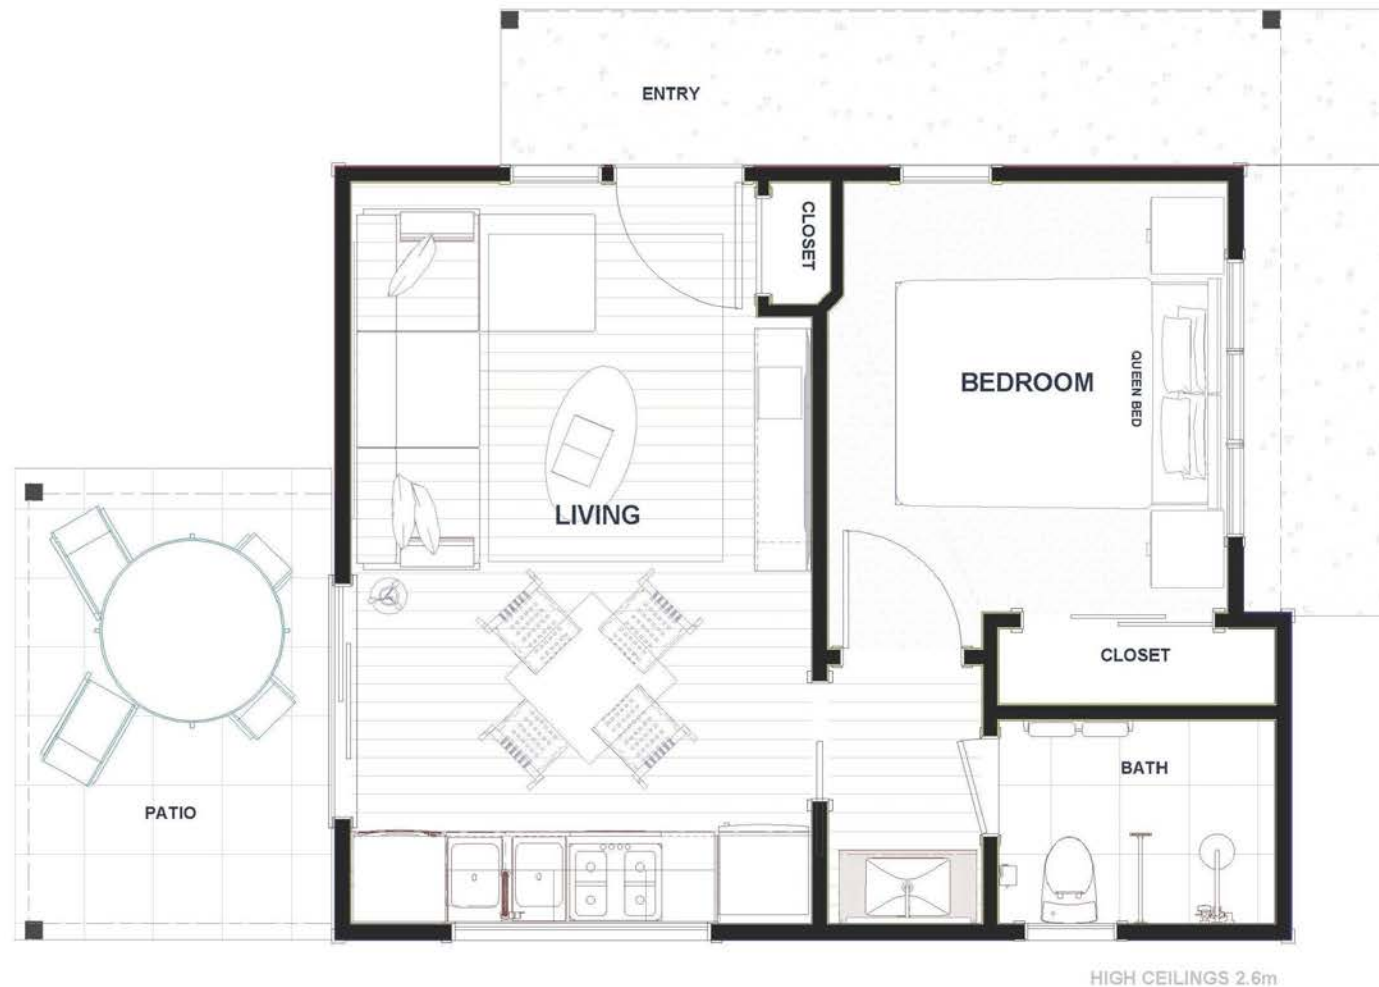 ENTRY
CLOSET
BEDROOM
QUEEN BED
LIVING
CLOSET
BATH
PATIO
HIGH CEILINGS 2.6m